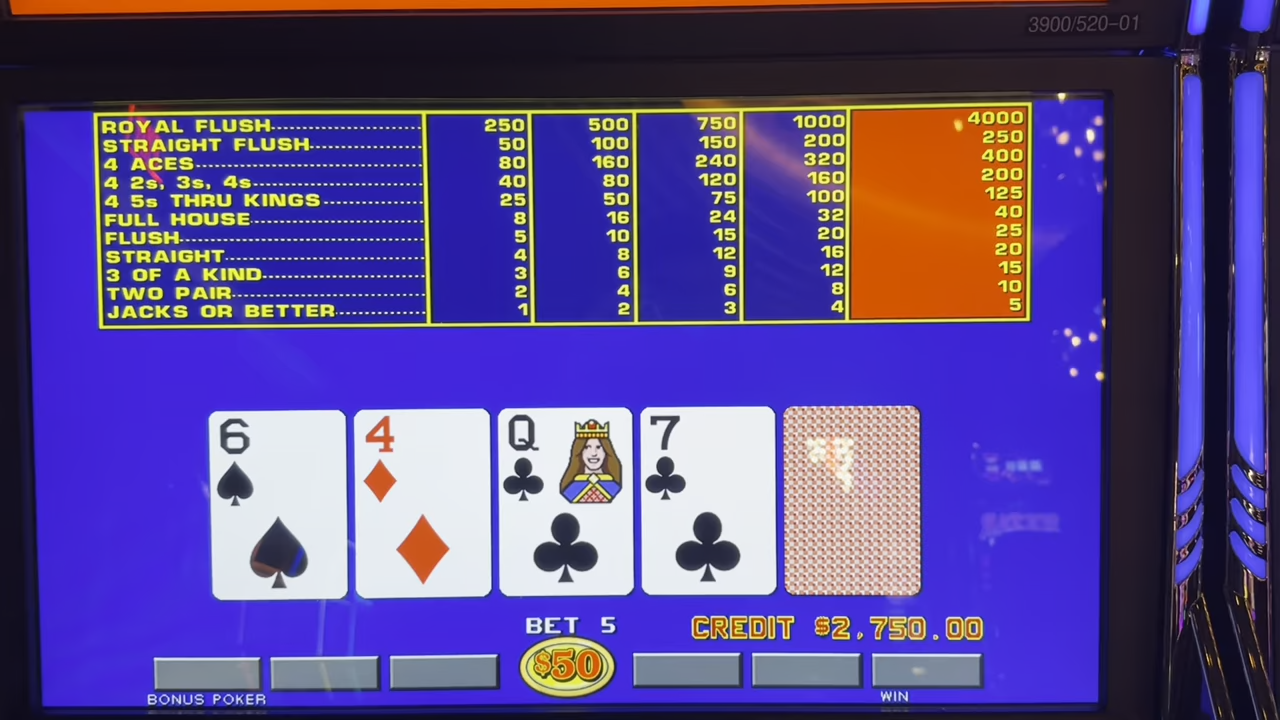 3900/520-01
ROYAL FLUSH 250 500 750 1000 4000
STRAIGHT FLUSH 50 100 150 200 250
4 ACES 80 160 240 320 400
4 2s, 3s, 4s 40 80 120 160 200
4 5s THRU KINGS 25 50 75 100 125
FULL HOUSE 8 16 24 32 40
FLUSH 5 10 15 20 25
STRAIGHT 4 8 12 16 20
3 OF A KIND 3 6 9 12 15
TWO PAIR 2 4 6 8 10
JACKS OR BETTER 1 2 3 4 5
6 4 Q 7
BET 5 CREDIT $2,750.00
$50
BONUS POKER WIN